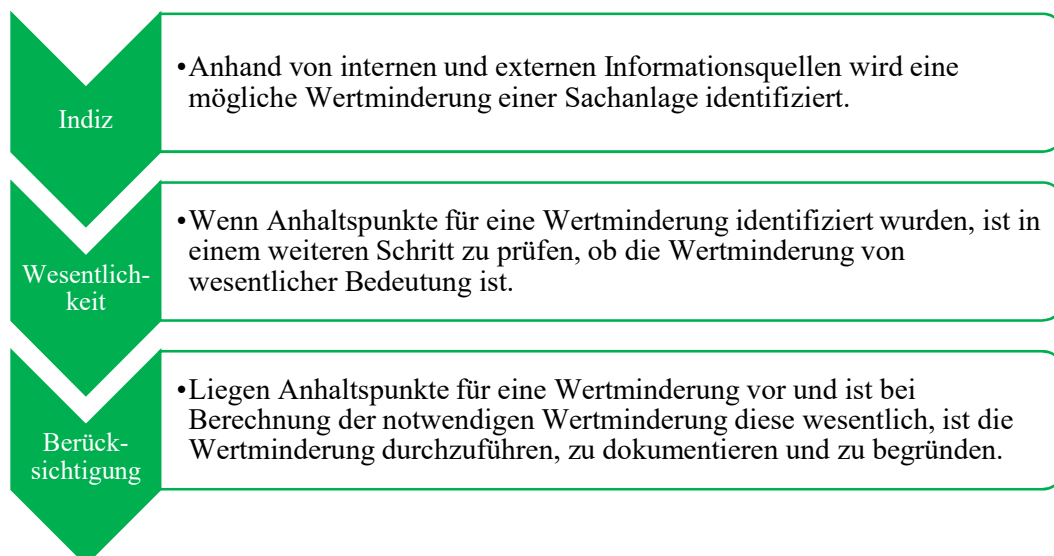 Indiz
•Anhand von internen und externen Informationsquellen wird eine
mögliche Wertminderung einer Sachanlage identifiziert.
Wesentlich-
keit
•Wenn Anhaltspunkte für eine Wertminderung identifiziert wurden, ist in
einem weiteren Schritt zu prüfen, ob die Wertminderung von
wesentlicher Bedeutung ist.
Berück-
sichtigung
•Liegen Anhaltspunkte für eine Wertminderung vor und ist bei
Berechnung der notwendigen Wertminderung diese wesentlich, ist die
Wertminderung durchzuführen, zu dokumentieren und zu begründen.